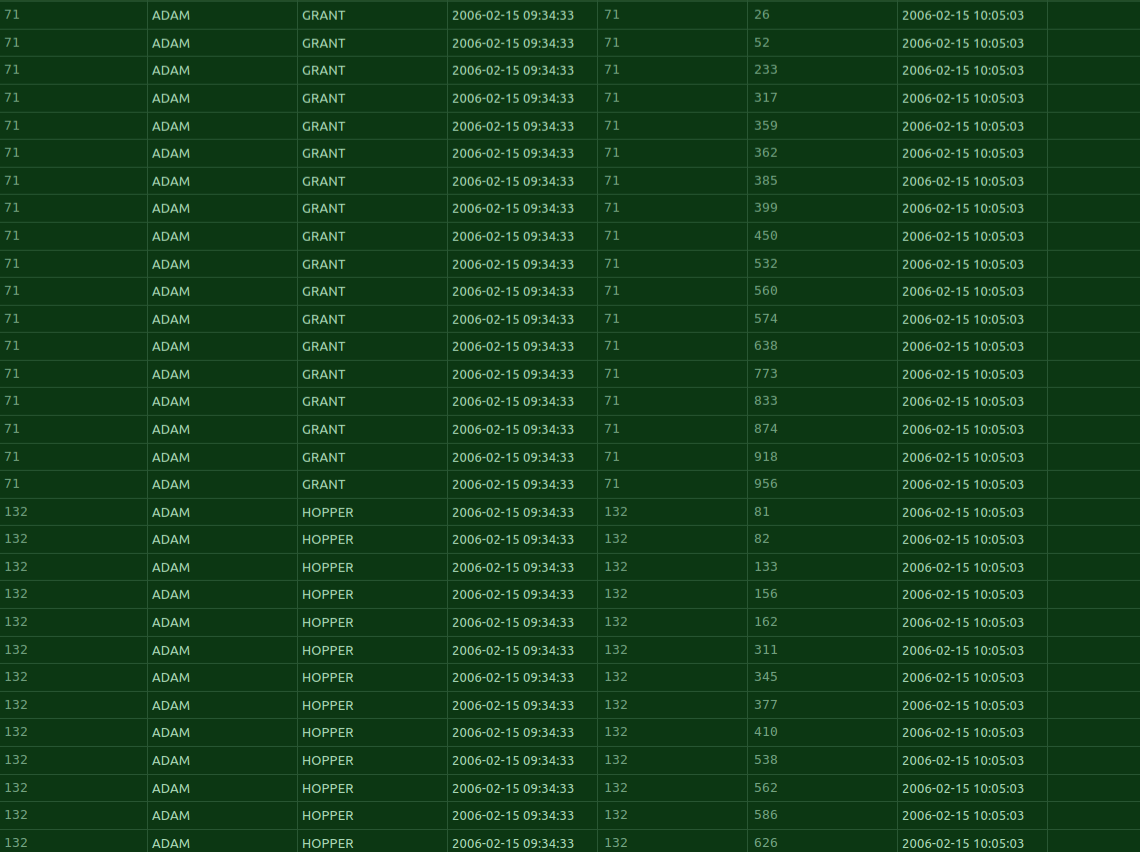 71 ADAM GRANT 2006-02-15 09:34:33 71 26 2006-02-15 10:05:03
71 ADAM GRANT 2006-02-15 09:34:33 71 52 2006-02-15 10:05:03
71 ADAM GRANT 2006-02-15 09:34:33 71 233 2006-02-15 10:05:03
71 ADAM GRANT 2006-02-15 09:34:33 71 317 2006-02-15 10:05:03
71 ADAM GRANT 2006-02-15 09:34:33 71 359 2006-02-15 10:05:03
71 ADAM GRANT 2006-02-15 09:34:33 71 362 2006-02-15 10:05:03
71 ADAM GRANT 2006-02-15 09:34:33 71 385 2006-02-15 10:05:03
71 ADAM GRANT 2006-02-15 09:34:33 71 399 2006-02-15 10:05:03
71 ADAM GRANT 2006-02-15 09:34:33 71 450 2006-02-15 10:05:03
71 ADAM GRANT 2006-02-15 09:34:33 71 532 2006-02-15 10:05:03
71 ADAM GRANT 2006-02-15 09:34:33 71 560 2006-02-15 10:05:03
71 ADAM GRANT 2006-02-15 09:34:33 71 574 2006-02-15 10:05:03
71 ADAM GRANT 2006-02-15 09:34:33 71 638 2006-02-15 10:05:03
71 ADAM GRANT 2006-02-15 09:34:33 71 773 2006-02-15 10:05:03
71 ADAM GRANT 2006-02-15 09:34:33 71 833 2006-02-15 10:05:03
71 ADAM GRANT 2006-02-15 09:34:33 71 874 2006-02-15 10:05:03
71 ADAM GRANT 2006-02-15 09:34:33 71 918 2006-02-15 10:05:03
71 ADAM GRANT 2006-02-15 09:34:33 71 956 2006-02-15 10:05:03
132 ADAM HOPPER 2006-02-15 09:34:33 132 81 2006-02-15 10:05:03
132 ADAM HOPPER 2006-02-15 09:34:33 132 82 2006-02-15 10:05:03
132 ADAM HOPPER 2006-02-15 09:34:33 132 133 2006-02-15 10:05:03
132 ADAM HOPPER 2006-02-15 09:34:33 132 156 2006-02-15 10:05:03
132 ADAM HOPPER 2006-02-15 09:34:33 132 162 2006-02-15 10:05:03
132 ADAM HOPPER 2006-02-15 09:34:33 132 311 2006-02-15 10:05:03
132 ADAM HOPPER 2006-02-15 09:34:33 132 345 2006-02-15 10:05:03
132 ADAM HOPPER 2006-02-15 09:34:33 132 377 2006-02-15 10:05:03
132 ADAM HOPPER 2006-02-15 09:34:33 132 410 2006-02-15 10:05:03
132 ADAM HOPPER 2006-02-15 09:34:33 132 538 2006-02-15 10:05:03
132 ADAM HOPPER 2006-02-15 09:34:33 132 562 2006-02-15 10:05:03
132 ADAM HOPPER 2006-02-15 09:34:33 132 586 2006-02-15 10:05:03
132 ADAM HOPPER 2006-02-15 09:34:33 132 626 2006-02-15 10:05:03